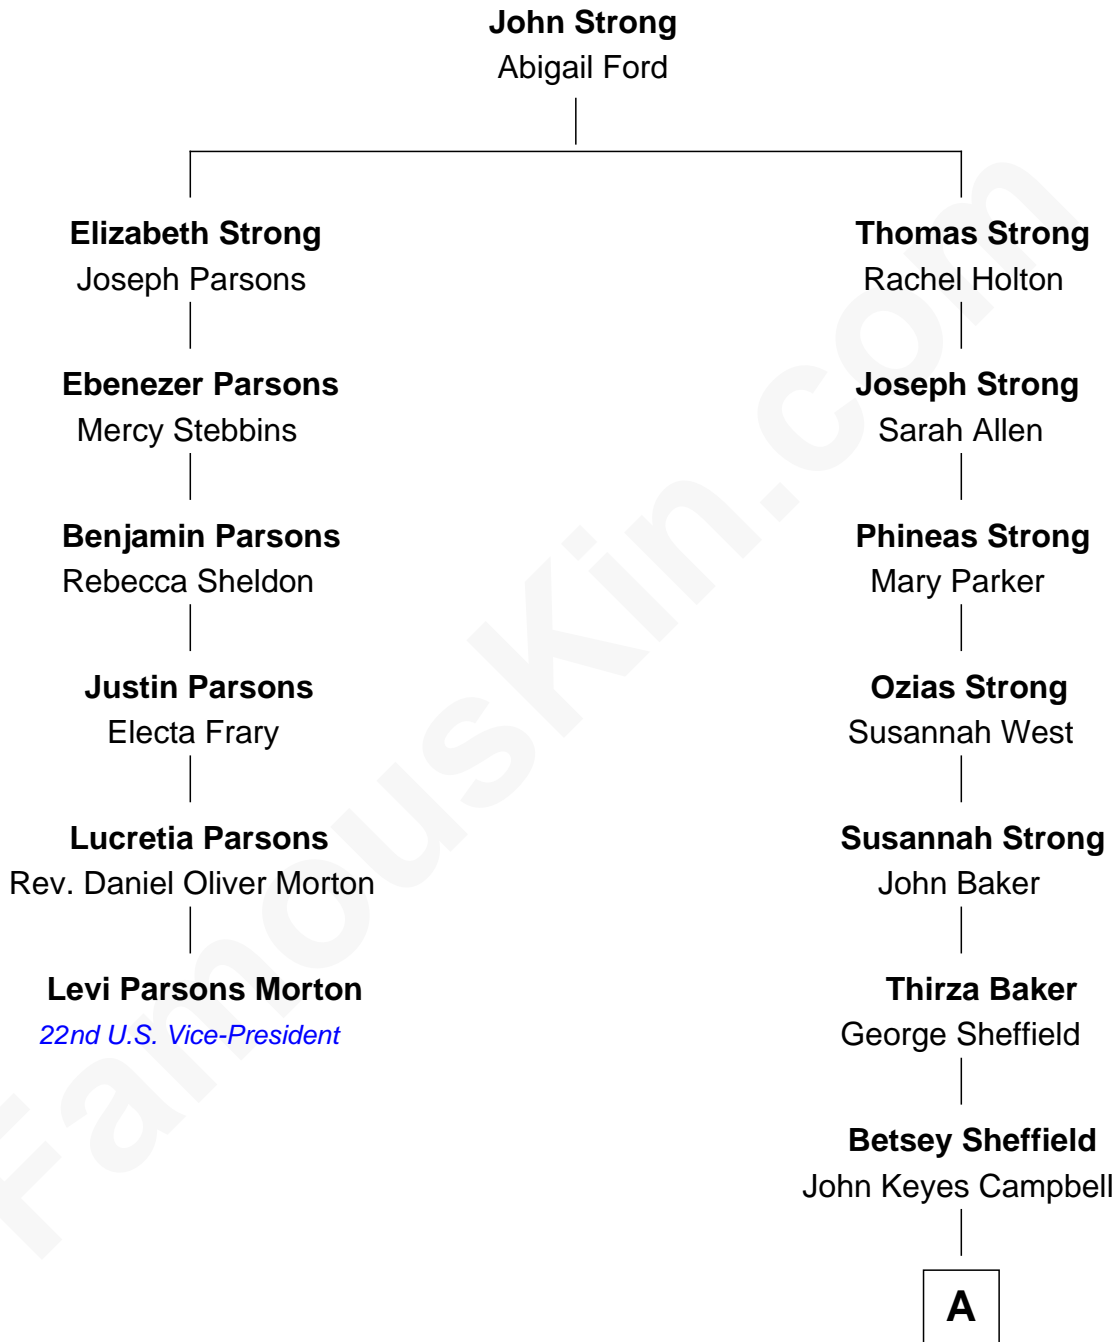 John Strong
Abigail Ford
Elizabeth Strong
Joseph Parsons
Thomas Strong
Rachel Holton
Ebenezer Parsons
Mercy Stebbins
Joseph Strong
Sarah Allen
Benjamin Parsons
Rebecca Sheldon
Phineas Strong
Mary Parker
Justin Parsons
Electa Frary
Ozias Strong
Susannah West
Lucretia Parsons
Rev. Daniel Oliver Morton
Susannah Strong
John Baker
Levi Parsons Morton
22nd U.S. Vice-President
Thirza Baker
George Sheffield
Betsey Sheffield
John Keyes Campbell
A
FamousKin.com